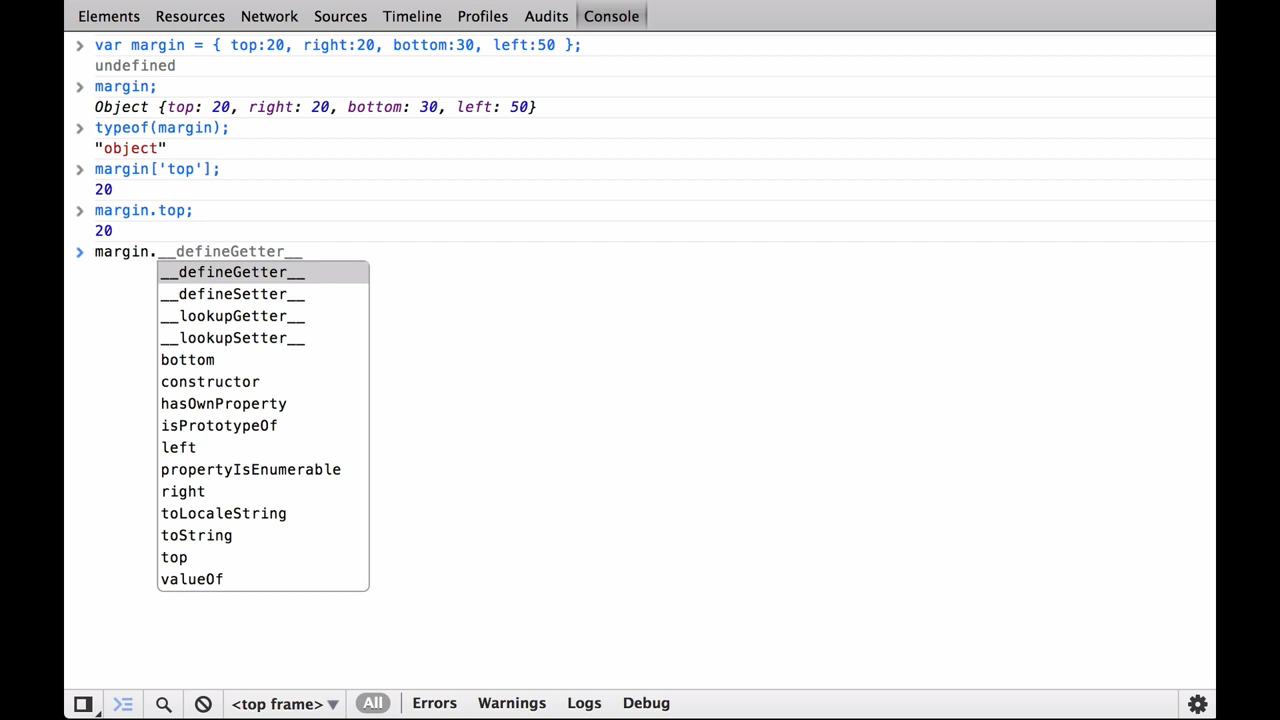 Elements Resources Network Sources Timeline Profiles Audits Console
> var margin = { top:20, right:20, bottom:30, left:50 };
undefined
> margin;
Object {top: 20, right: 20, bottom: 30, left: 50}
> typeof(margin);
"object"
> margin['top'];
20
> margin.top;
20
> margin.__defineGetter__
__defineGetter__
__defineSetter__
__lookupGetter__
__lookupSetter__
bottom
constructor
hasOwnProperty
isPrototypeOf
left
propertyIsEnumerable
right
toLocaleString
toString
top
valueOf
<top frame> ▼ All Errors Warnings Logs Debug